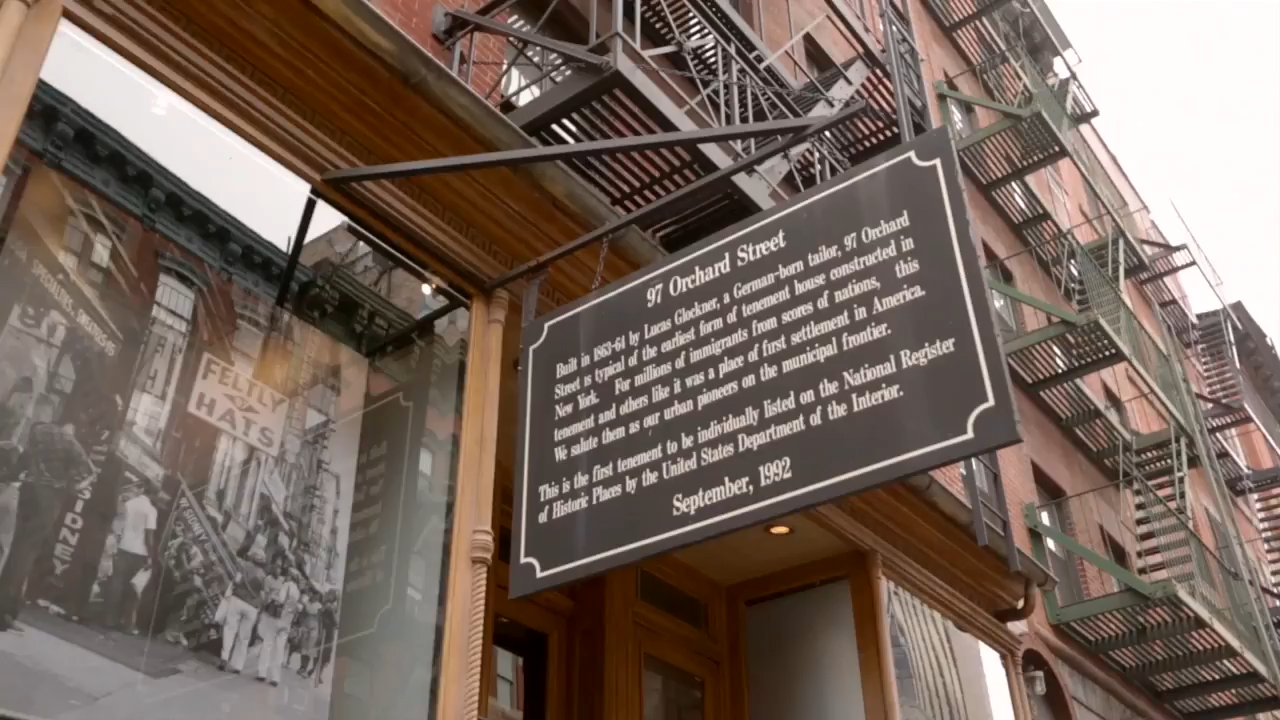 97 Orchard Street
Built in 1863-64 by Lucas Glockner, a German-born tailor, 97 Orchard
Street is typical of the earliest form of tenement house constructed in
New York. For millions of immigrants from scores of nations, this
tenement and others like it was a place of first settlement in America.
We salute them as our urban pioneers on the municipal frontier.
This is the first tenement to be individually listed on the National Register
of Historic Places by the United States Department of the Interior.
September, 1992
FELTLY
HATS
SIDNEY